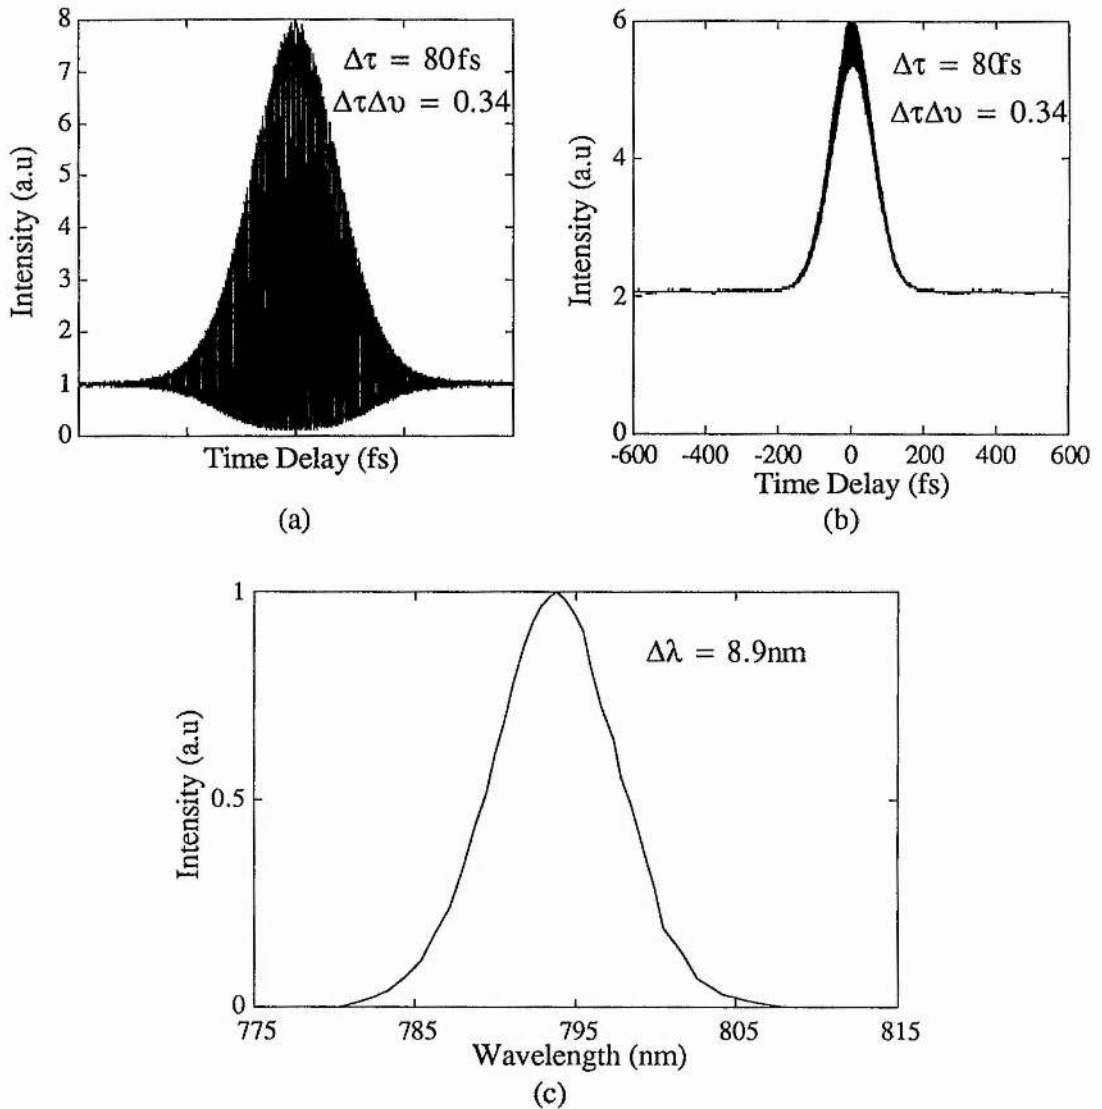 8
7
6
5
4
3
2
1
0
Intensity (a.u)
Δτ = 80fs
ΔτΔυ = 0.34
Time Delay (fs)
(a)
6
4
2
0
Intensity (a.u)
Δτ = 80fs
ΔτΔυ = 0.34
-600 -400 -200 0 200 400 600
Time Delay (fs)
(b)
1
0.5
0
Intensity (a.u)
Δλ = 8.9nm
775 785 795 805 815
Wavelength (nm)
(c)